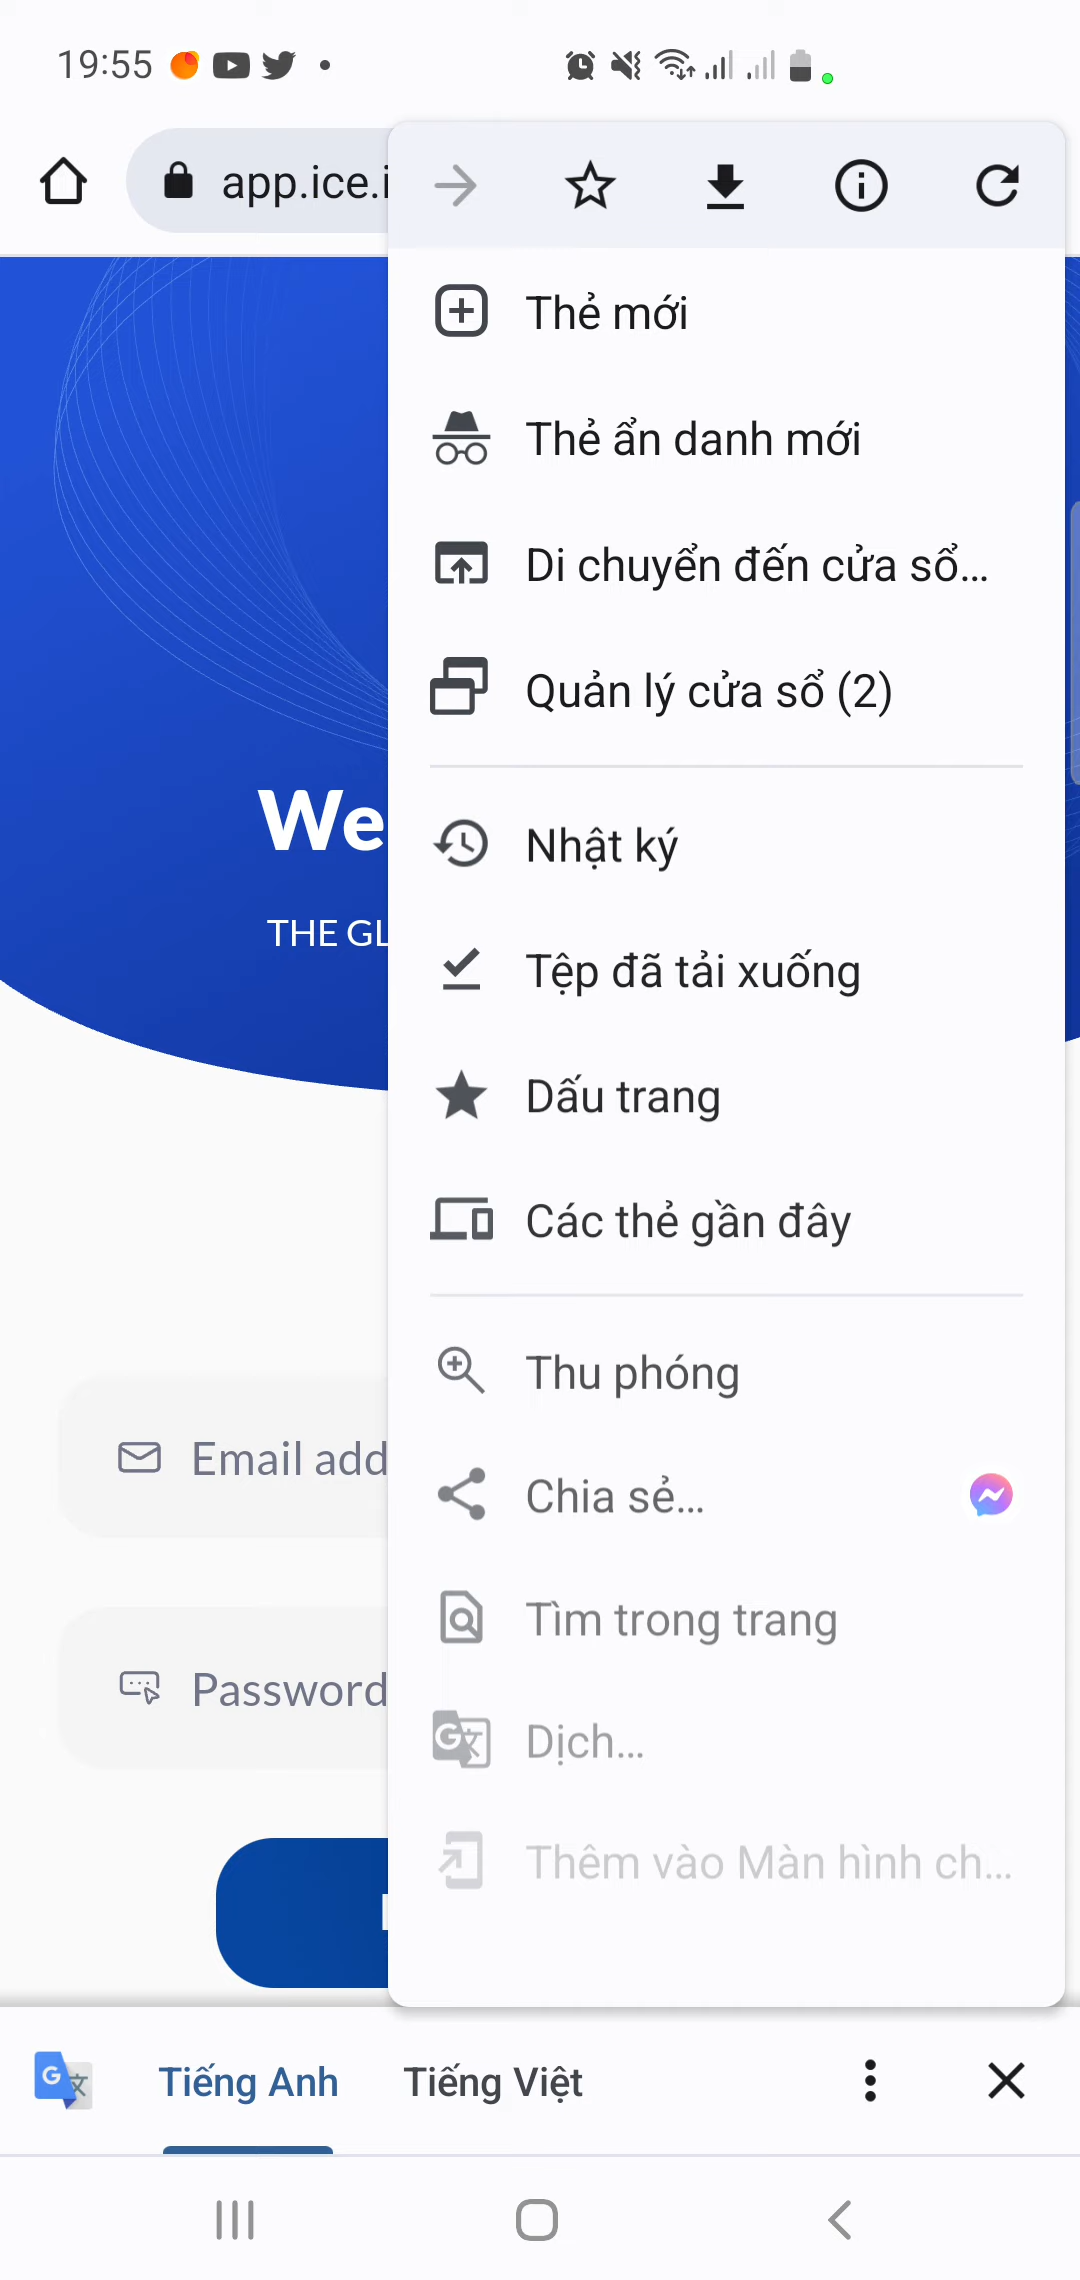 19:55
app.ice.i
Thẻ mới
Thẻ ẩn danh mới
Di chuyển đến cửa sổ...
Quản lý cửa sổ (2)
We
Nhật ký
THE GL
Tệp đã tải xuống
Dấu trang
Các thẻ gần đây
Thu phóng
Email add
Chia sẻ...
Tìm trong trang
Password
Dịch...
Thêm vào Màn hình ch...
Tiếng Anh
Tiếng Việt